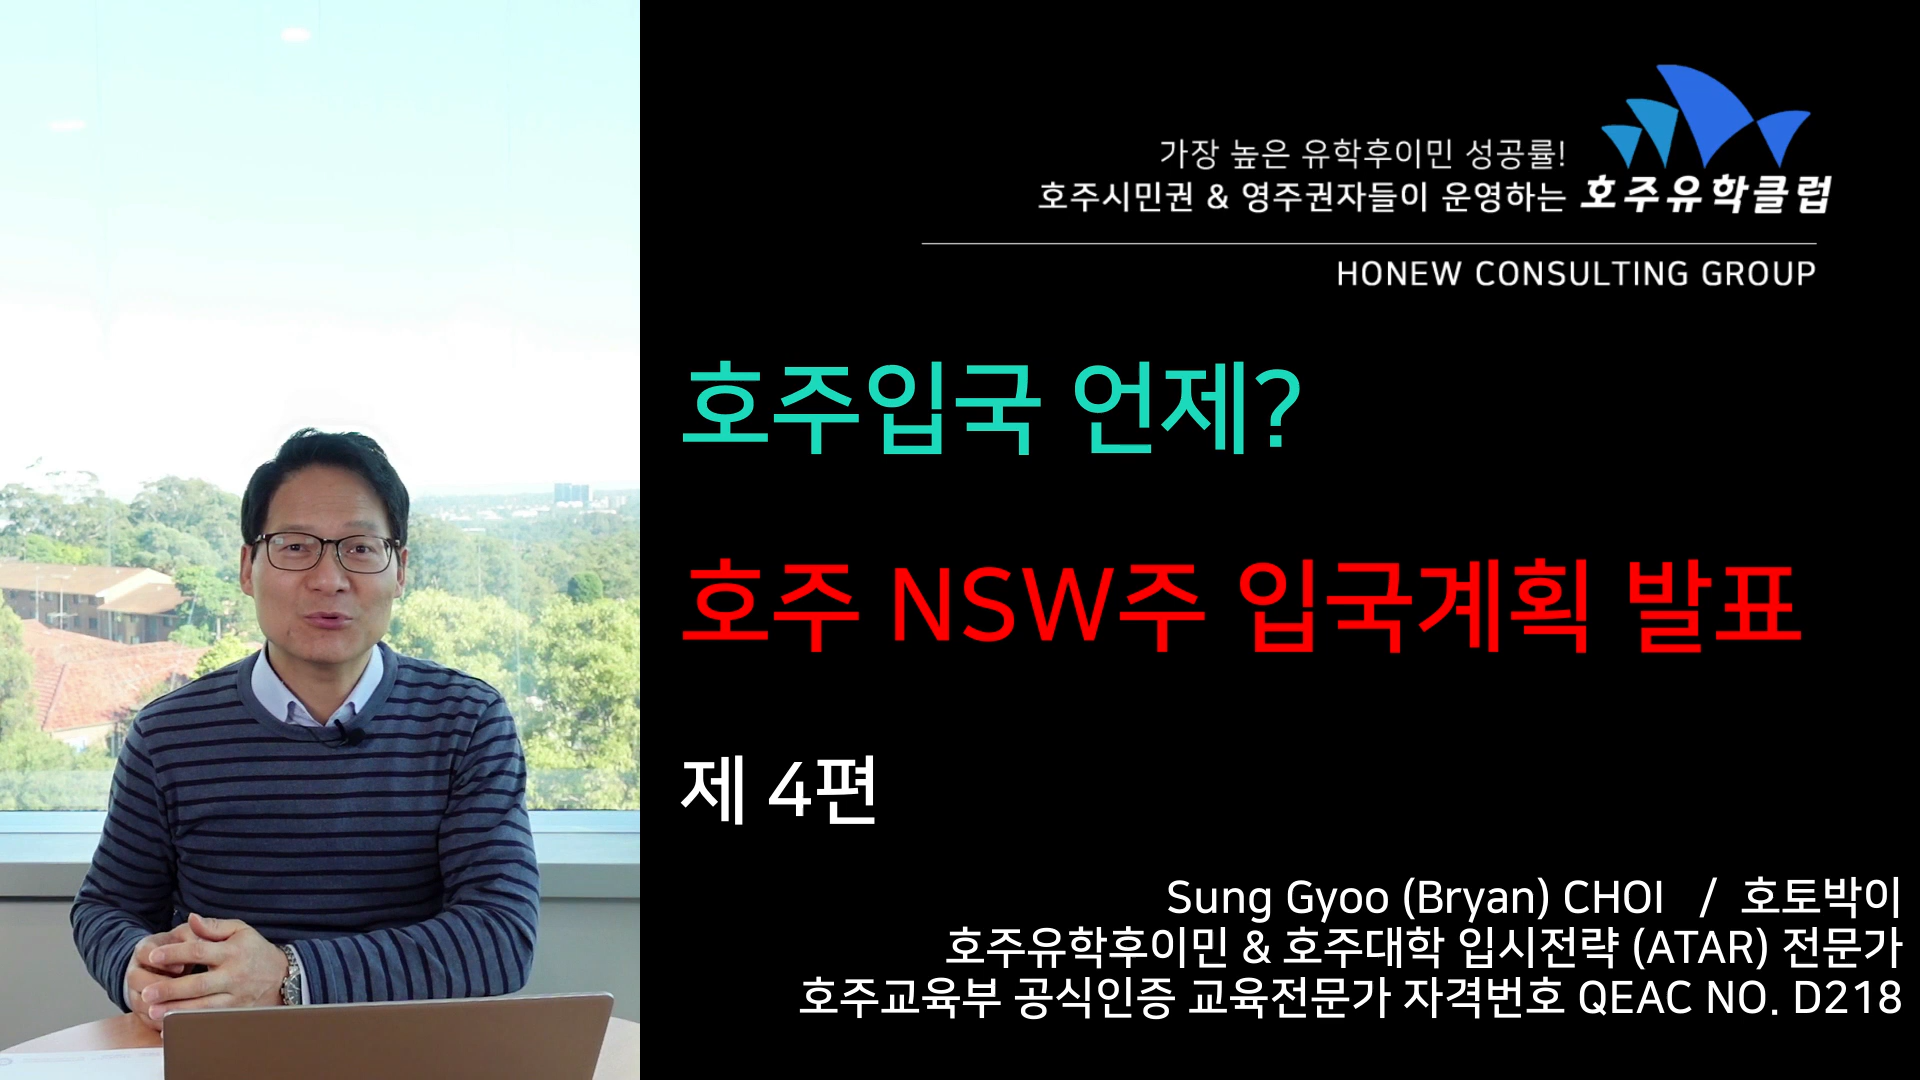 가장 높은 유학후이민 성공률!
호주시민권 & 영주권자들이 운영하는 호주유학클럽
HONEW CONSULTING GROUP
호주입국 언제?
호주 NSW주 입국계획 발표
제 4편
Sung Gyoo (Bryan) CHOI / 호토박이
호주유학후이민 & 호주대학 입시전략 (ATAR) 전문가
호주교육부 공식인증 교육전문가 자격번호 QEAC NO. D218